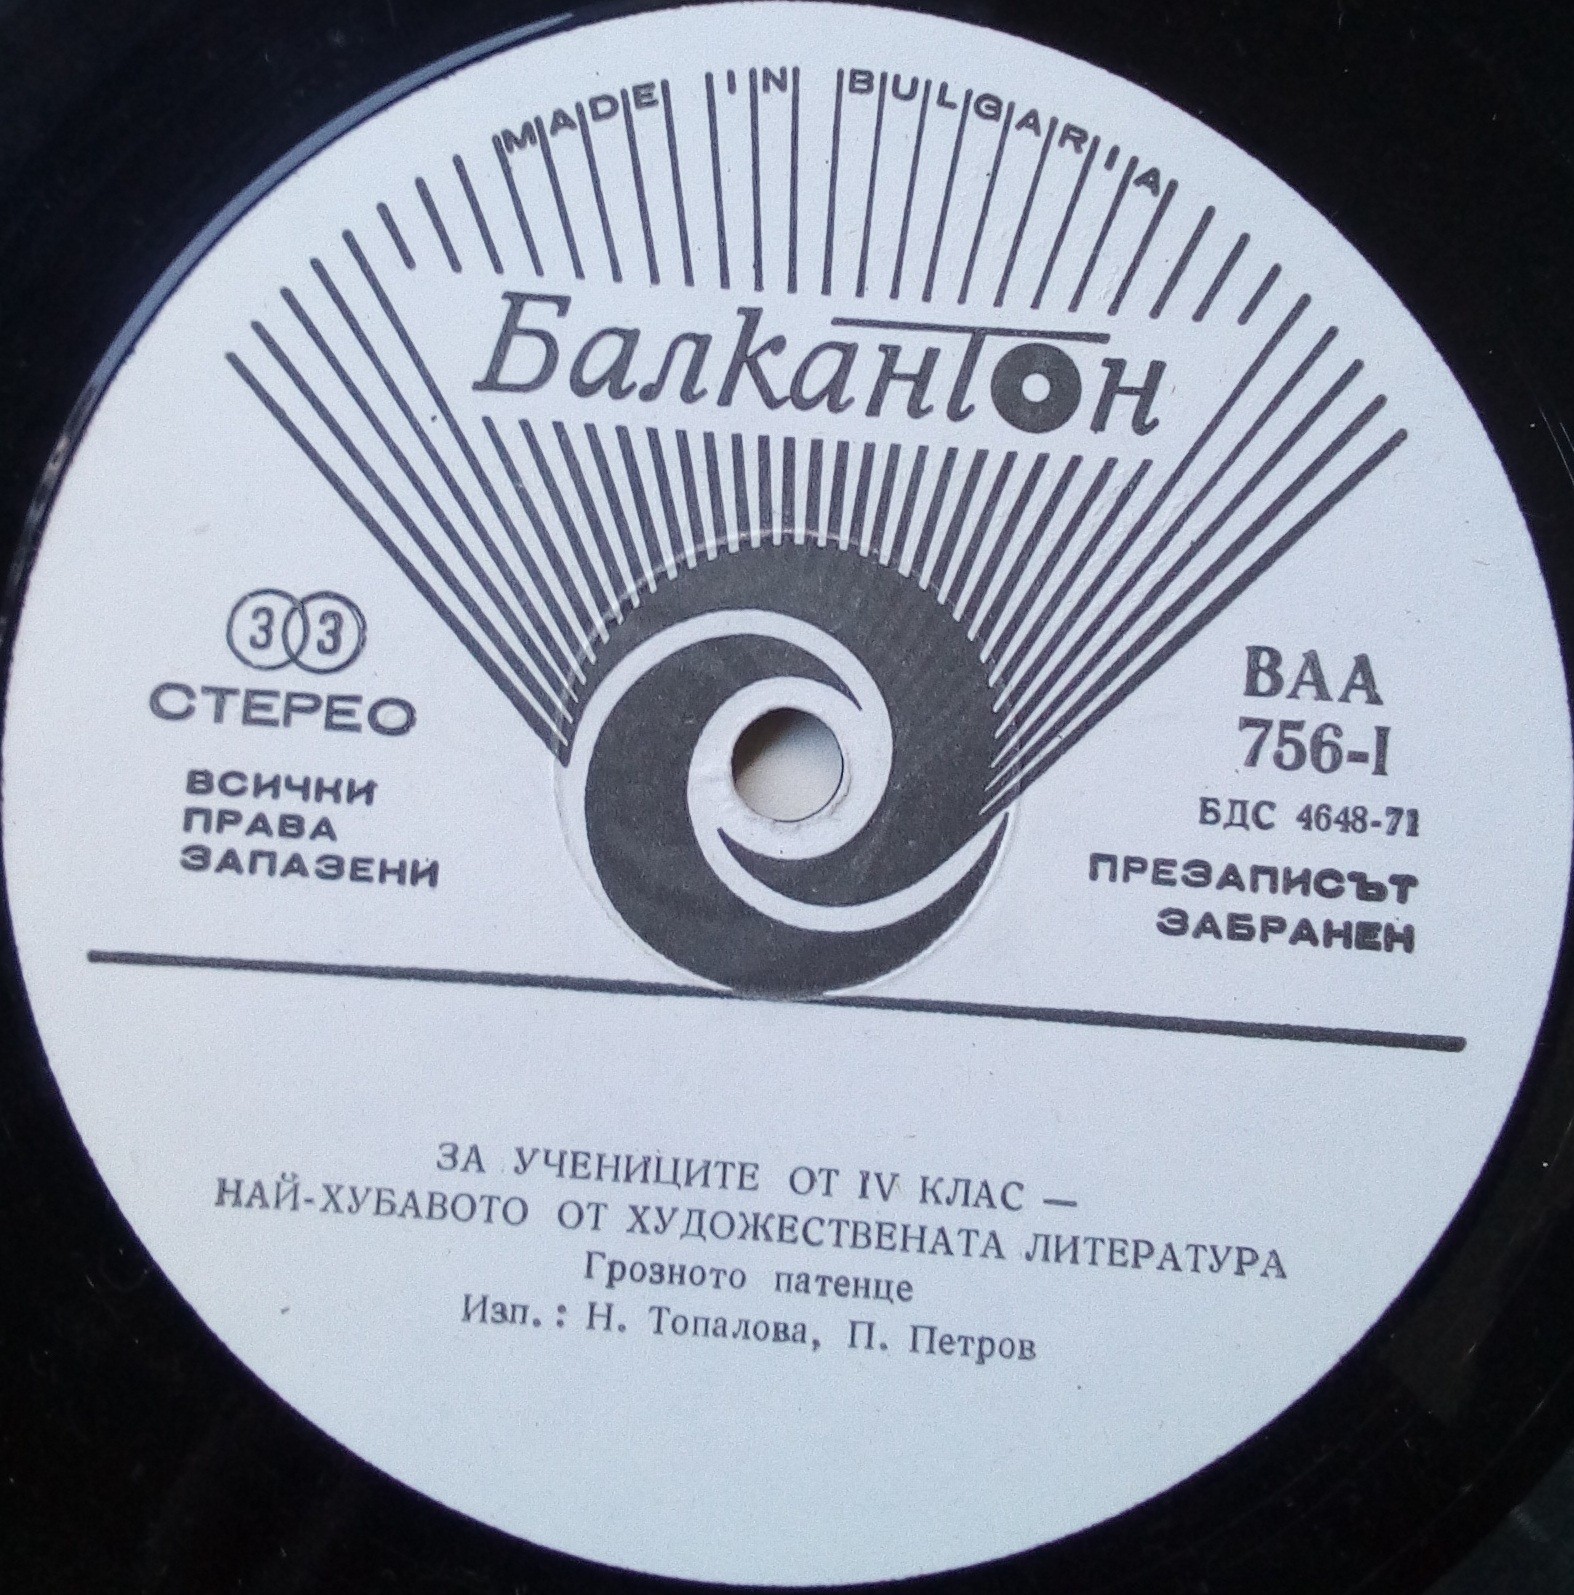 MADE IN BULGARIA
Балкантон
33
СТЕРЕО
ВСИЧКИ
ПРАВА
ЗАПАЗЕНИ
ВАА
756-I
БДС 4648-71
ПРЕЗАПИСЪТ
ЗАБРАНЕН
ЗА УЧЕНИЦИТЕ ОТ IV КЛАС —
НАЙ-ХУБАВОТО ОТ ХУДОЖЕСТВЕНАТА ЛИТЕРАТУРА
Грозното патенце
Изп.: Н. Топалова, П. Петров